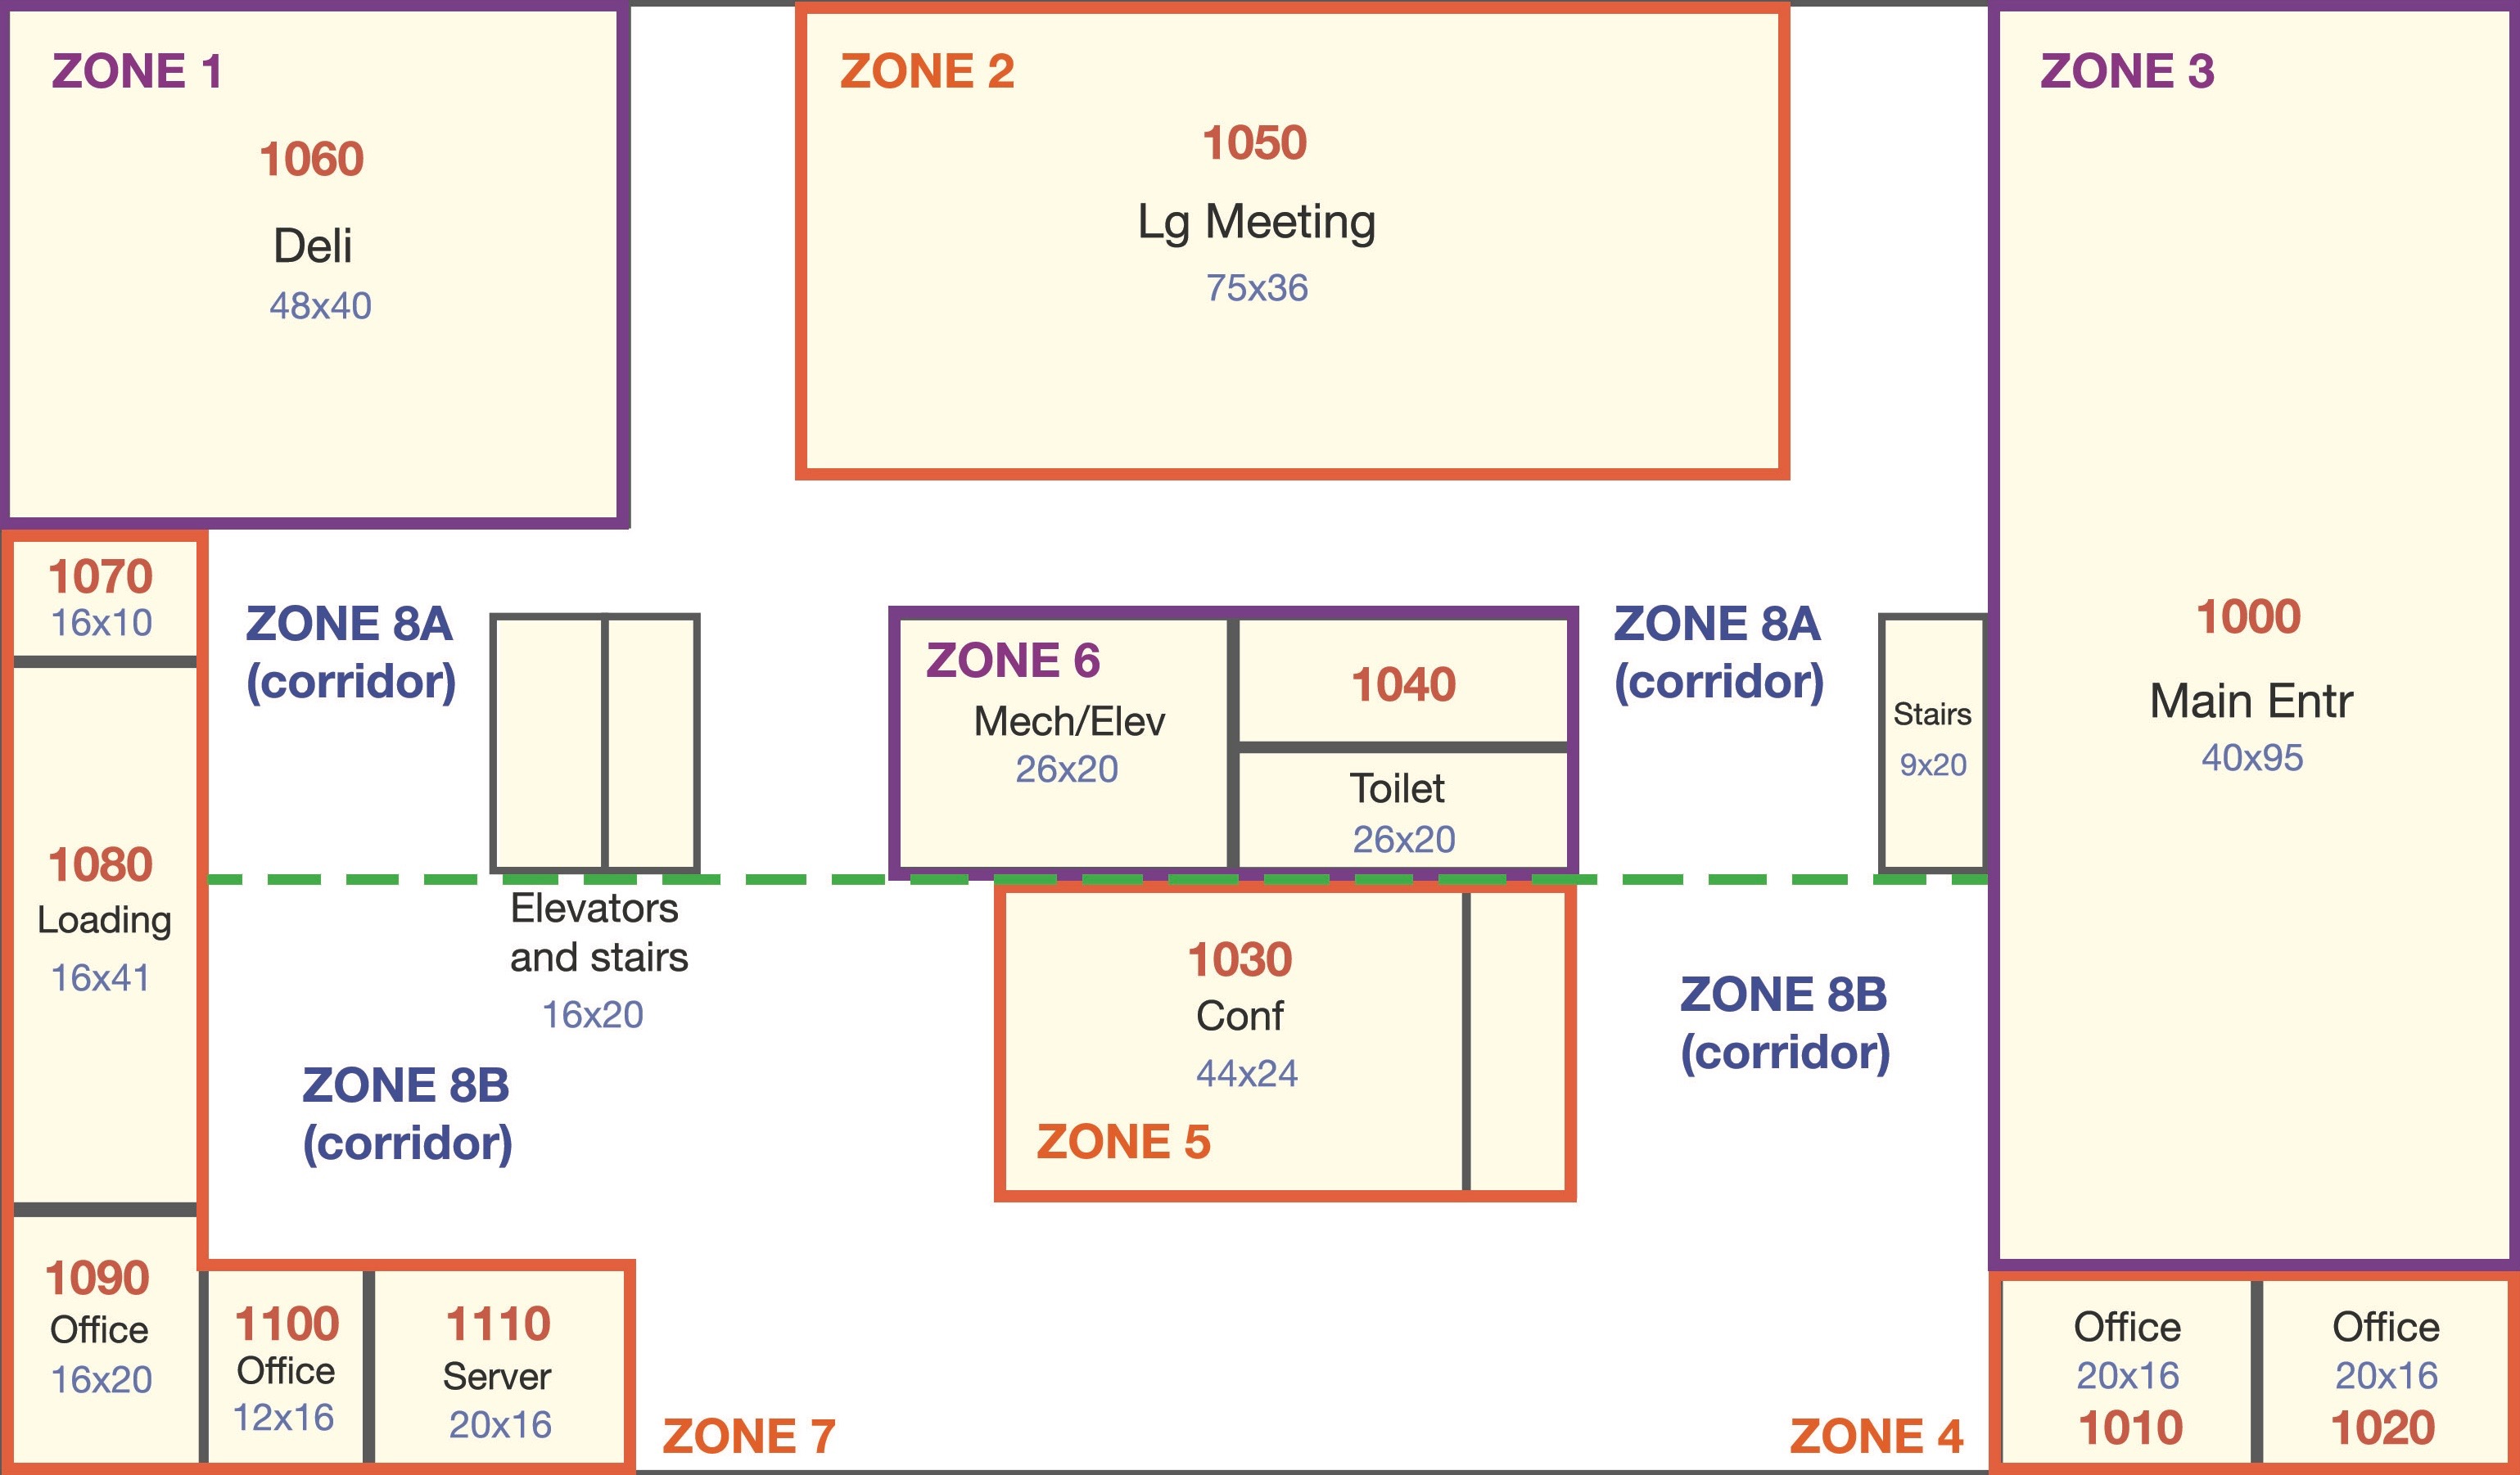 ZONE 1
1060
Deli
48x40
ZONE 2
1050
Lg Meeting
75x36
ZONE 3
1000
Main Entr
40x95
1070
16x10
ZONE 8A
(corridor)
ZONE 6
Mech/Elev
26x20
1040
Toilet
26x20
ZONE 8A
(corridor)
Stairs
9x20
1080
Loading
16x41
Elevators
and stairs
16x20
ZONE 8B
(corridor)
1030
Conf
44x24
ZONE 5
ZONE 8B
(corridor)
1090
Office
16x20
1100
Office
12x16
1110
Server
20x16
ZONE 7
ZONE 4
Office
20x16
1010
Office
20x16
1020